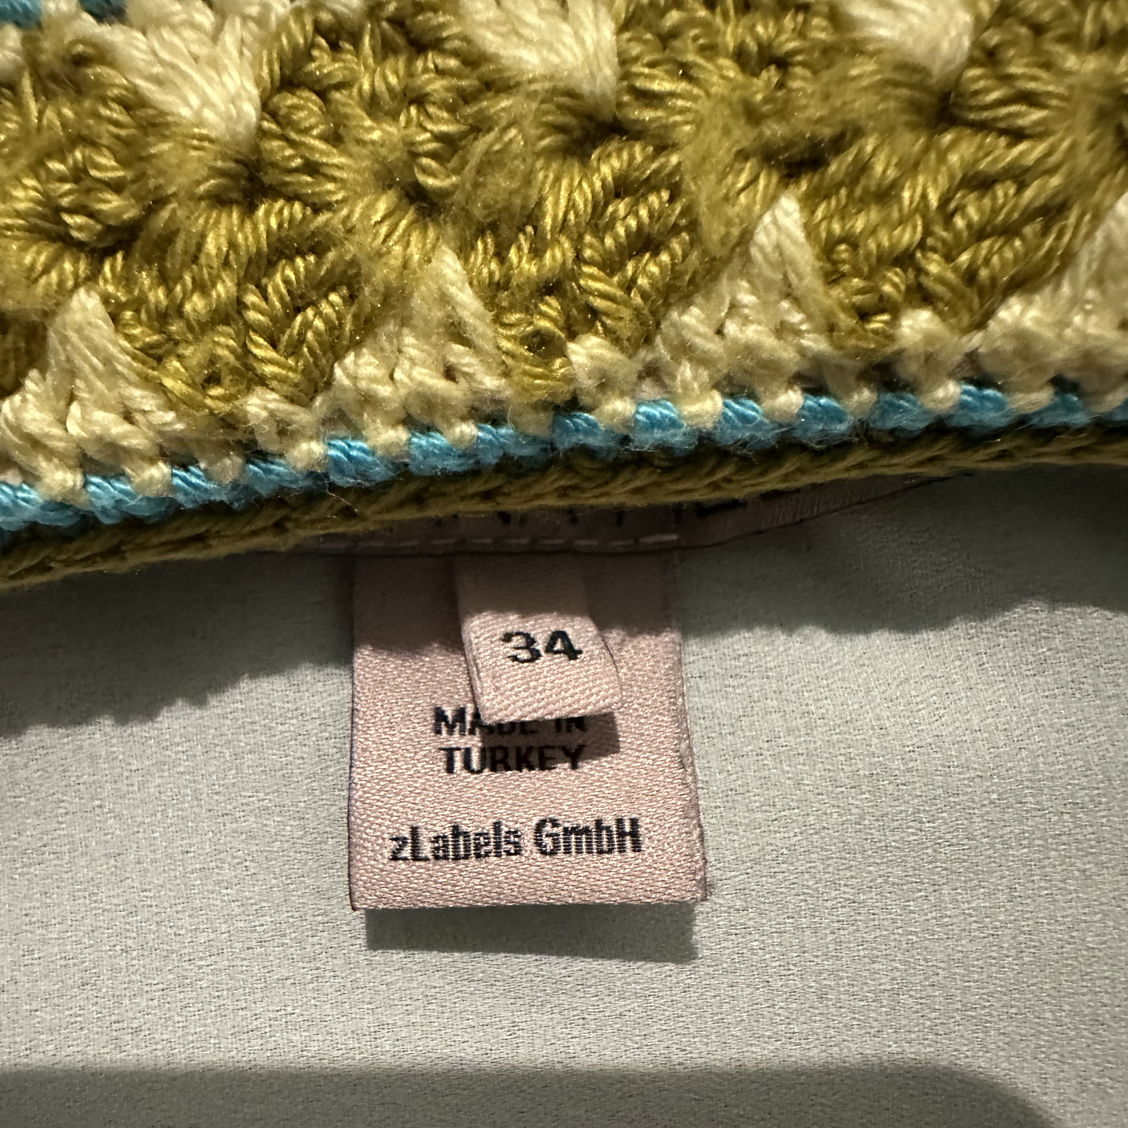 34
MADE IN
TURKEY
zLabels GmbH